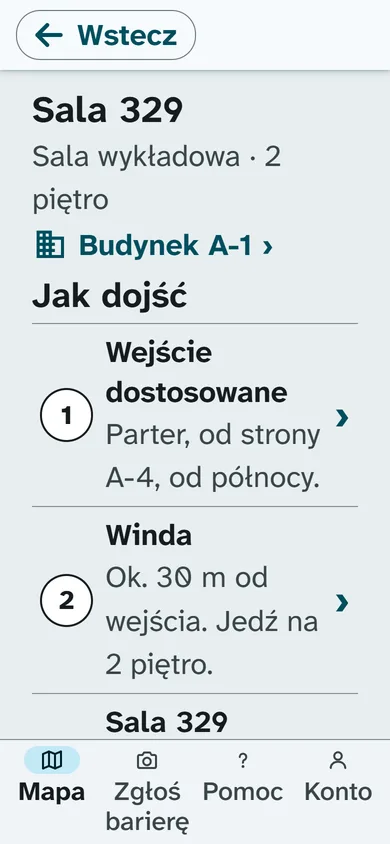 Wstecz
Sala 329
Sala wykładowa · 2
piętro
Budynek A-1 ›
Jak dojść
Wejście
dostosowane
1
Parter, od strony
A-4, od północy.
›
Winda
2
Ok. 30 m od
wejścia. Jedź na
2 piętro.
›
Sala 329
Mapa
Zgłoś
barierę
?
Pomoc
Konto